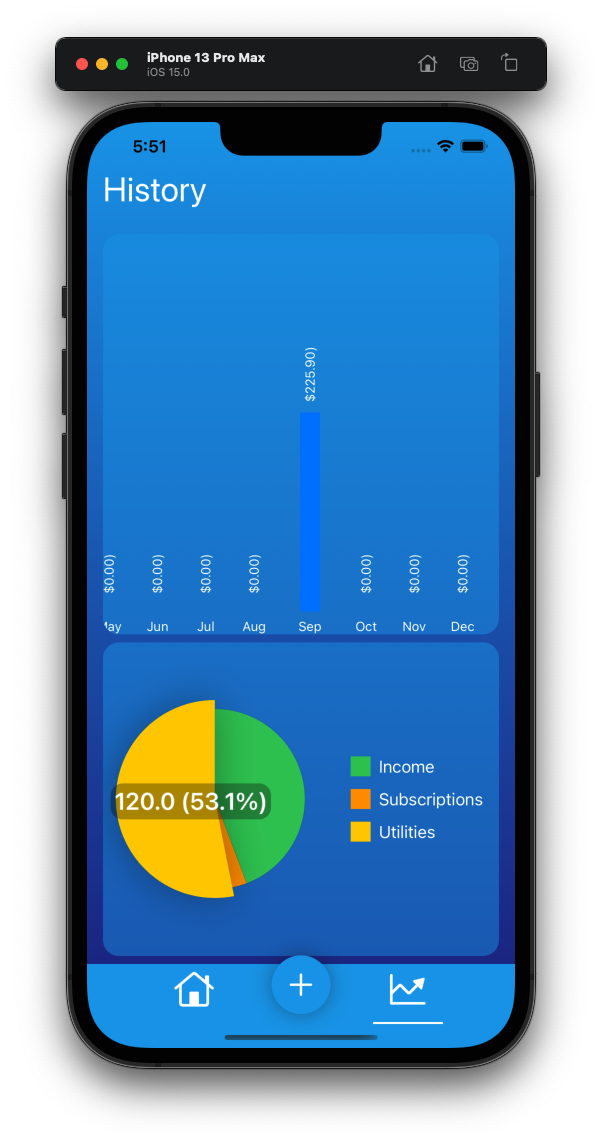 iPhone 13 Pro Max
iOS 15.0
5:51
History
$225.90)
$0.00) $0.00) $0.00) $0.00) $0.00) $0.00) $0.00)
Jun Jul Aug Sep Oct Nov Dec
Income
120.0 (53.1%) Subscriptions
Utilities